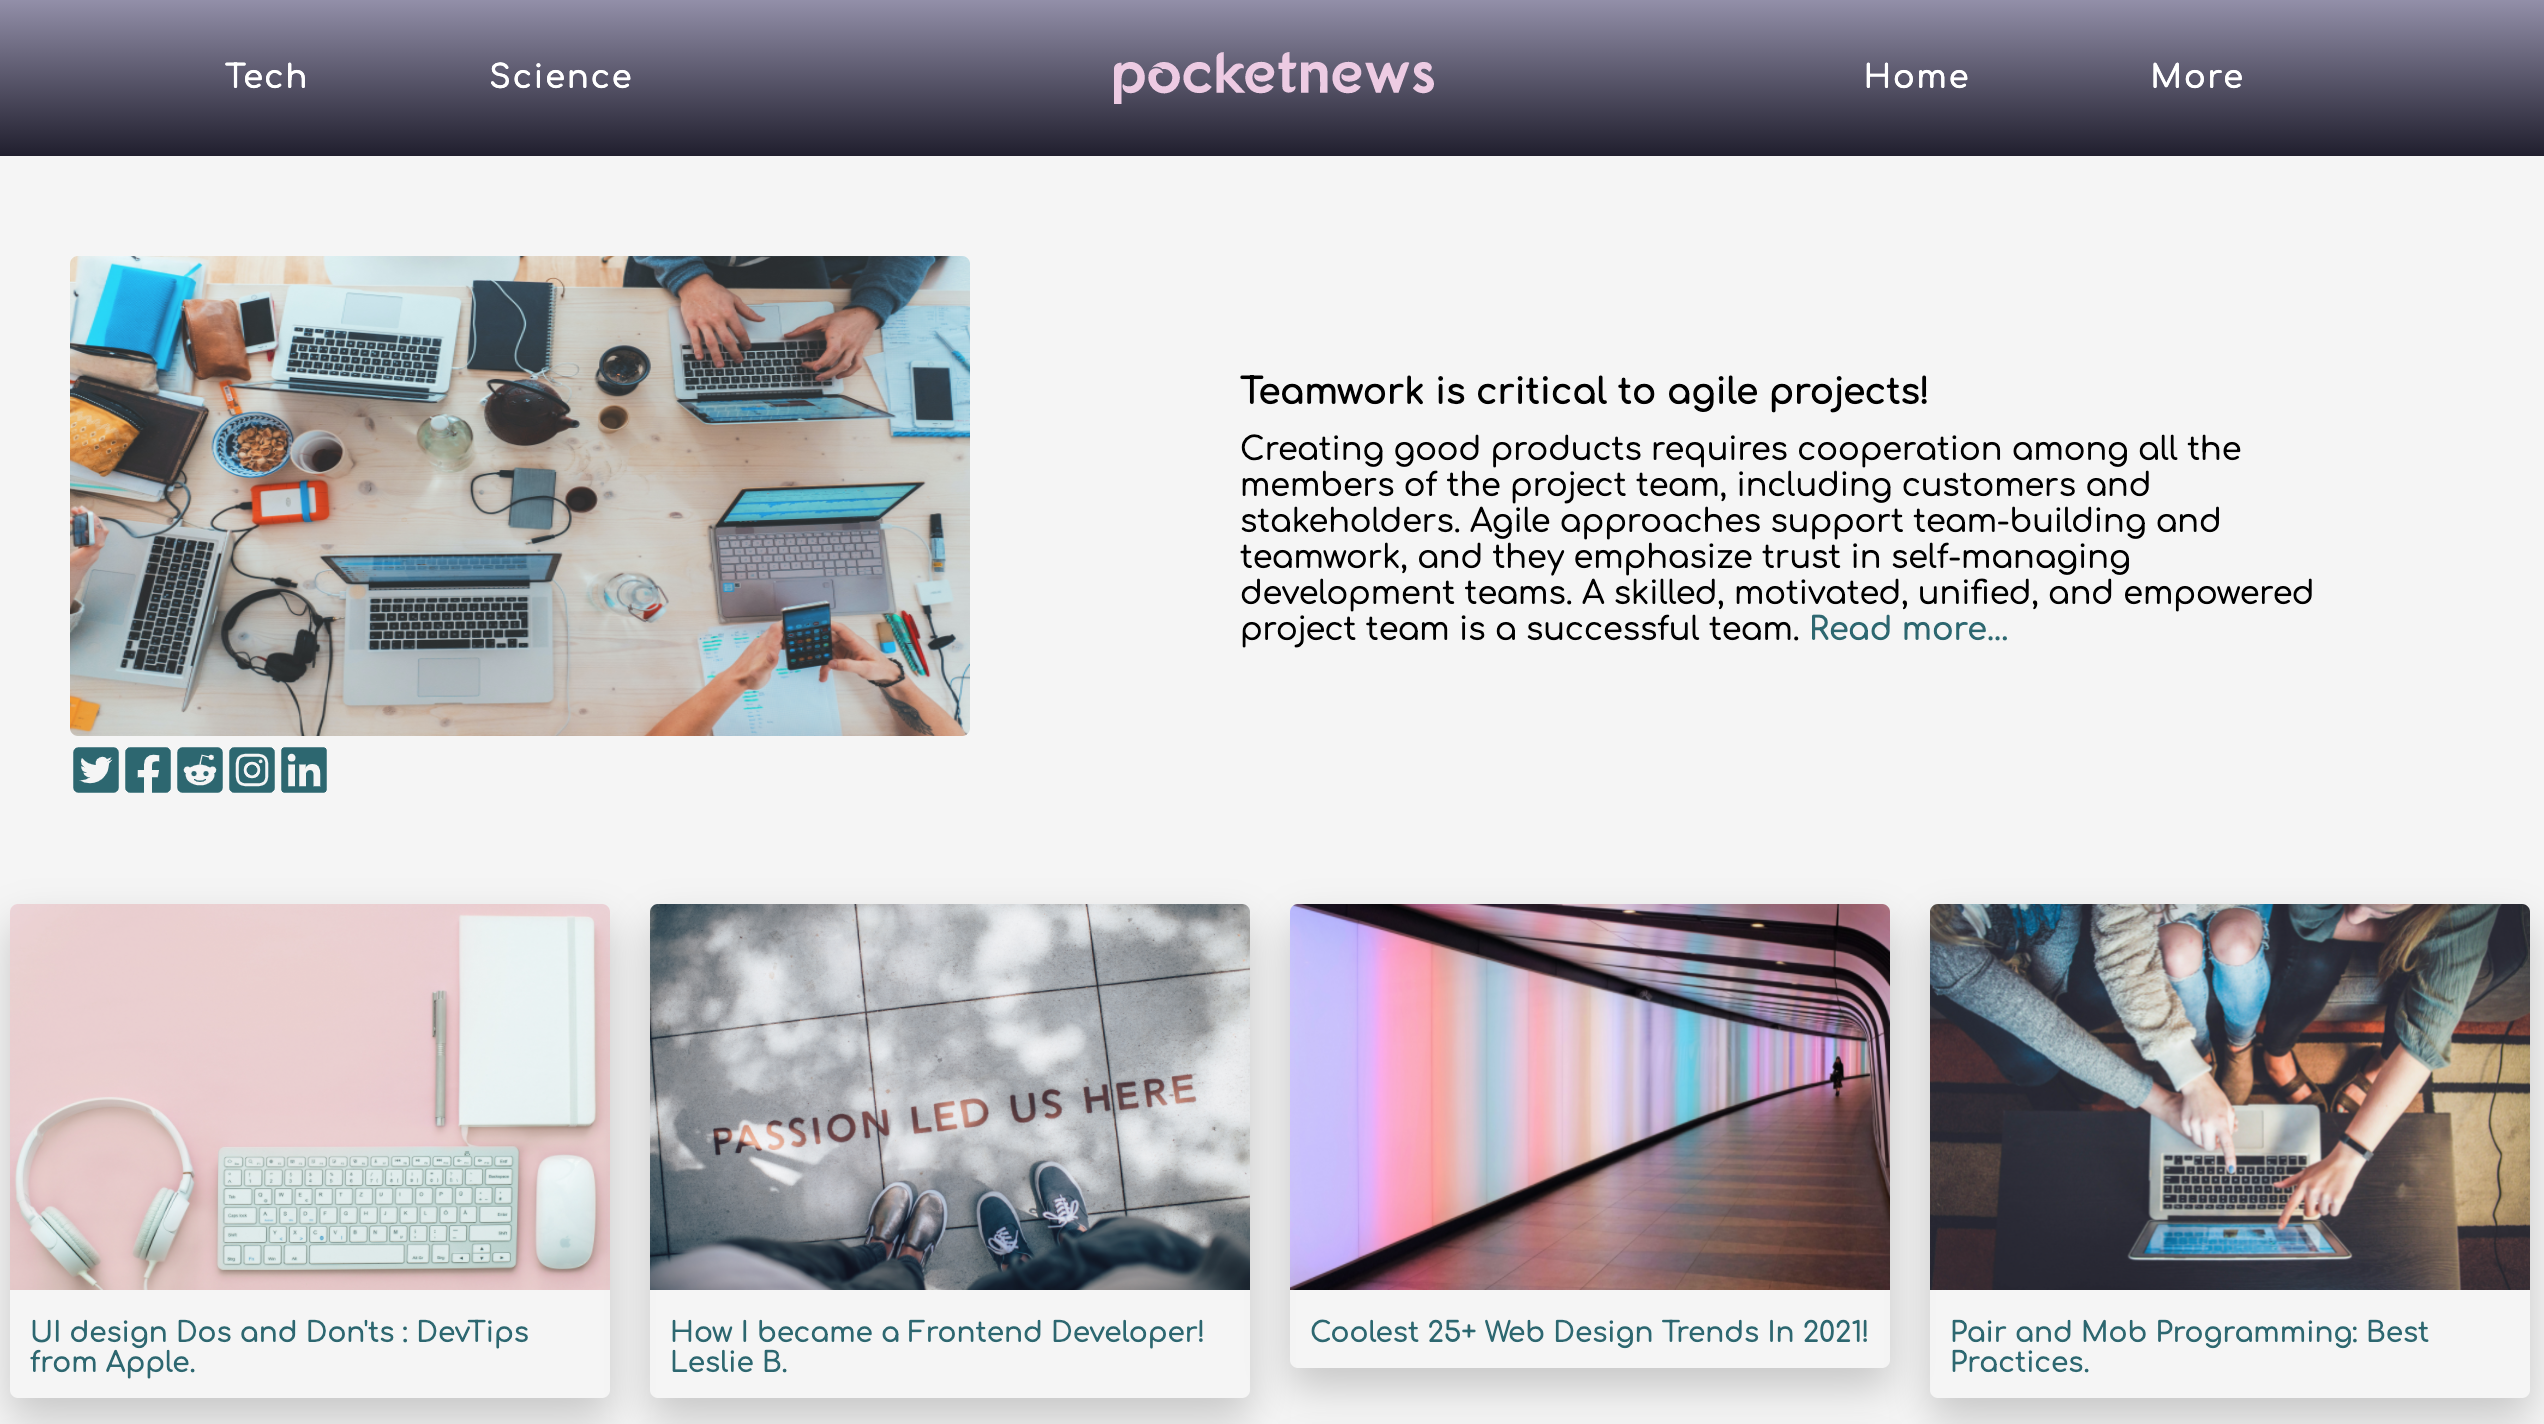 Tech Science pocketnews Home More
Teamwork is critical to agile projects!
Creating good products requires cooperation among all the
members of the project team, including customers and
stakeholders. Agile approaches support team-building and
teamwork, and they emphasize trust in self-managing
development teams. A skilled, motivated, unified, and empowered
project team is a successful team. Read more...
PASSION LED US HERE
UI design Dos and Don'ts : DevTips
from Apple.
How I became a Frontend Developer!
Leslie B.
Coolest 25+ Web Design Trends In 2021!
Pair and Mob Programming: Best
Practices.